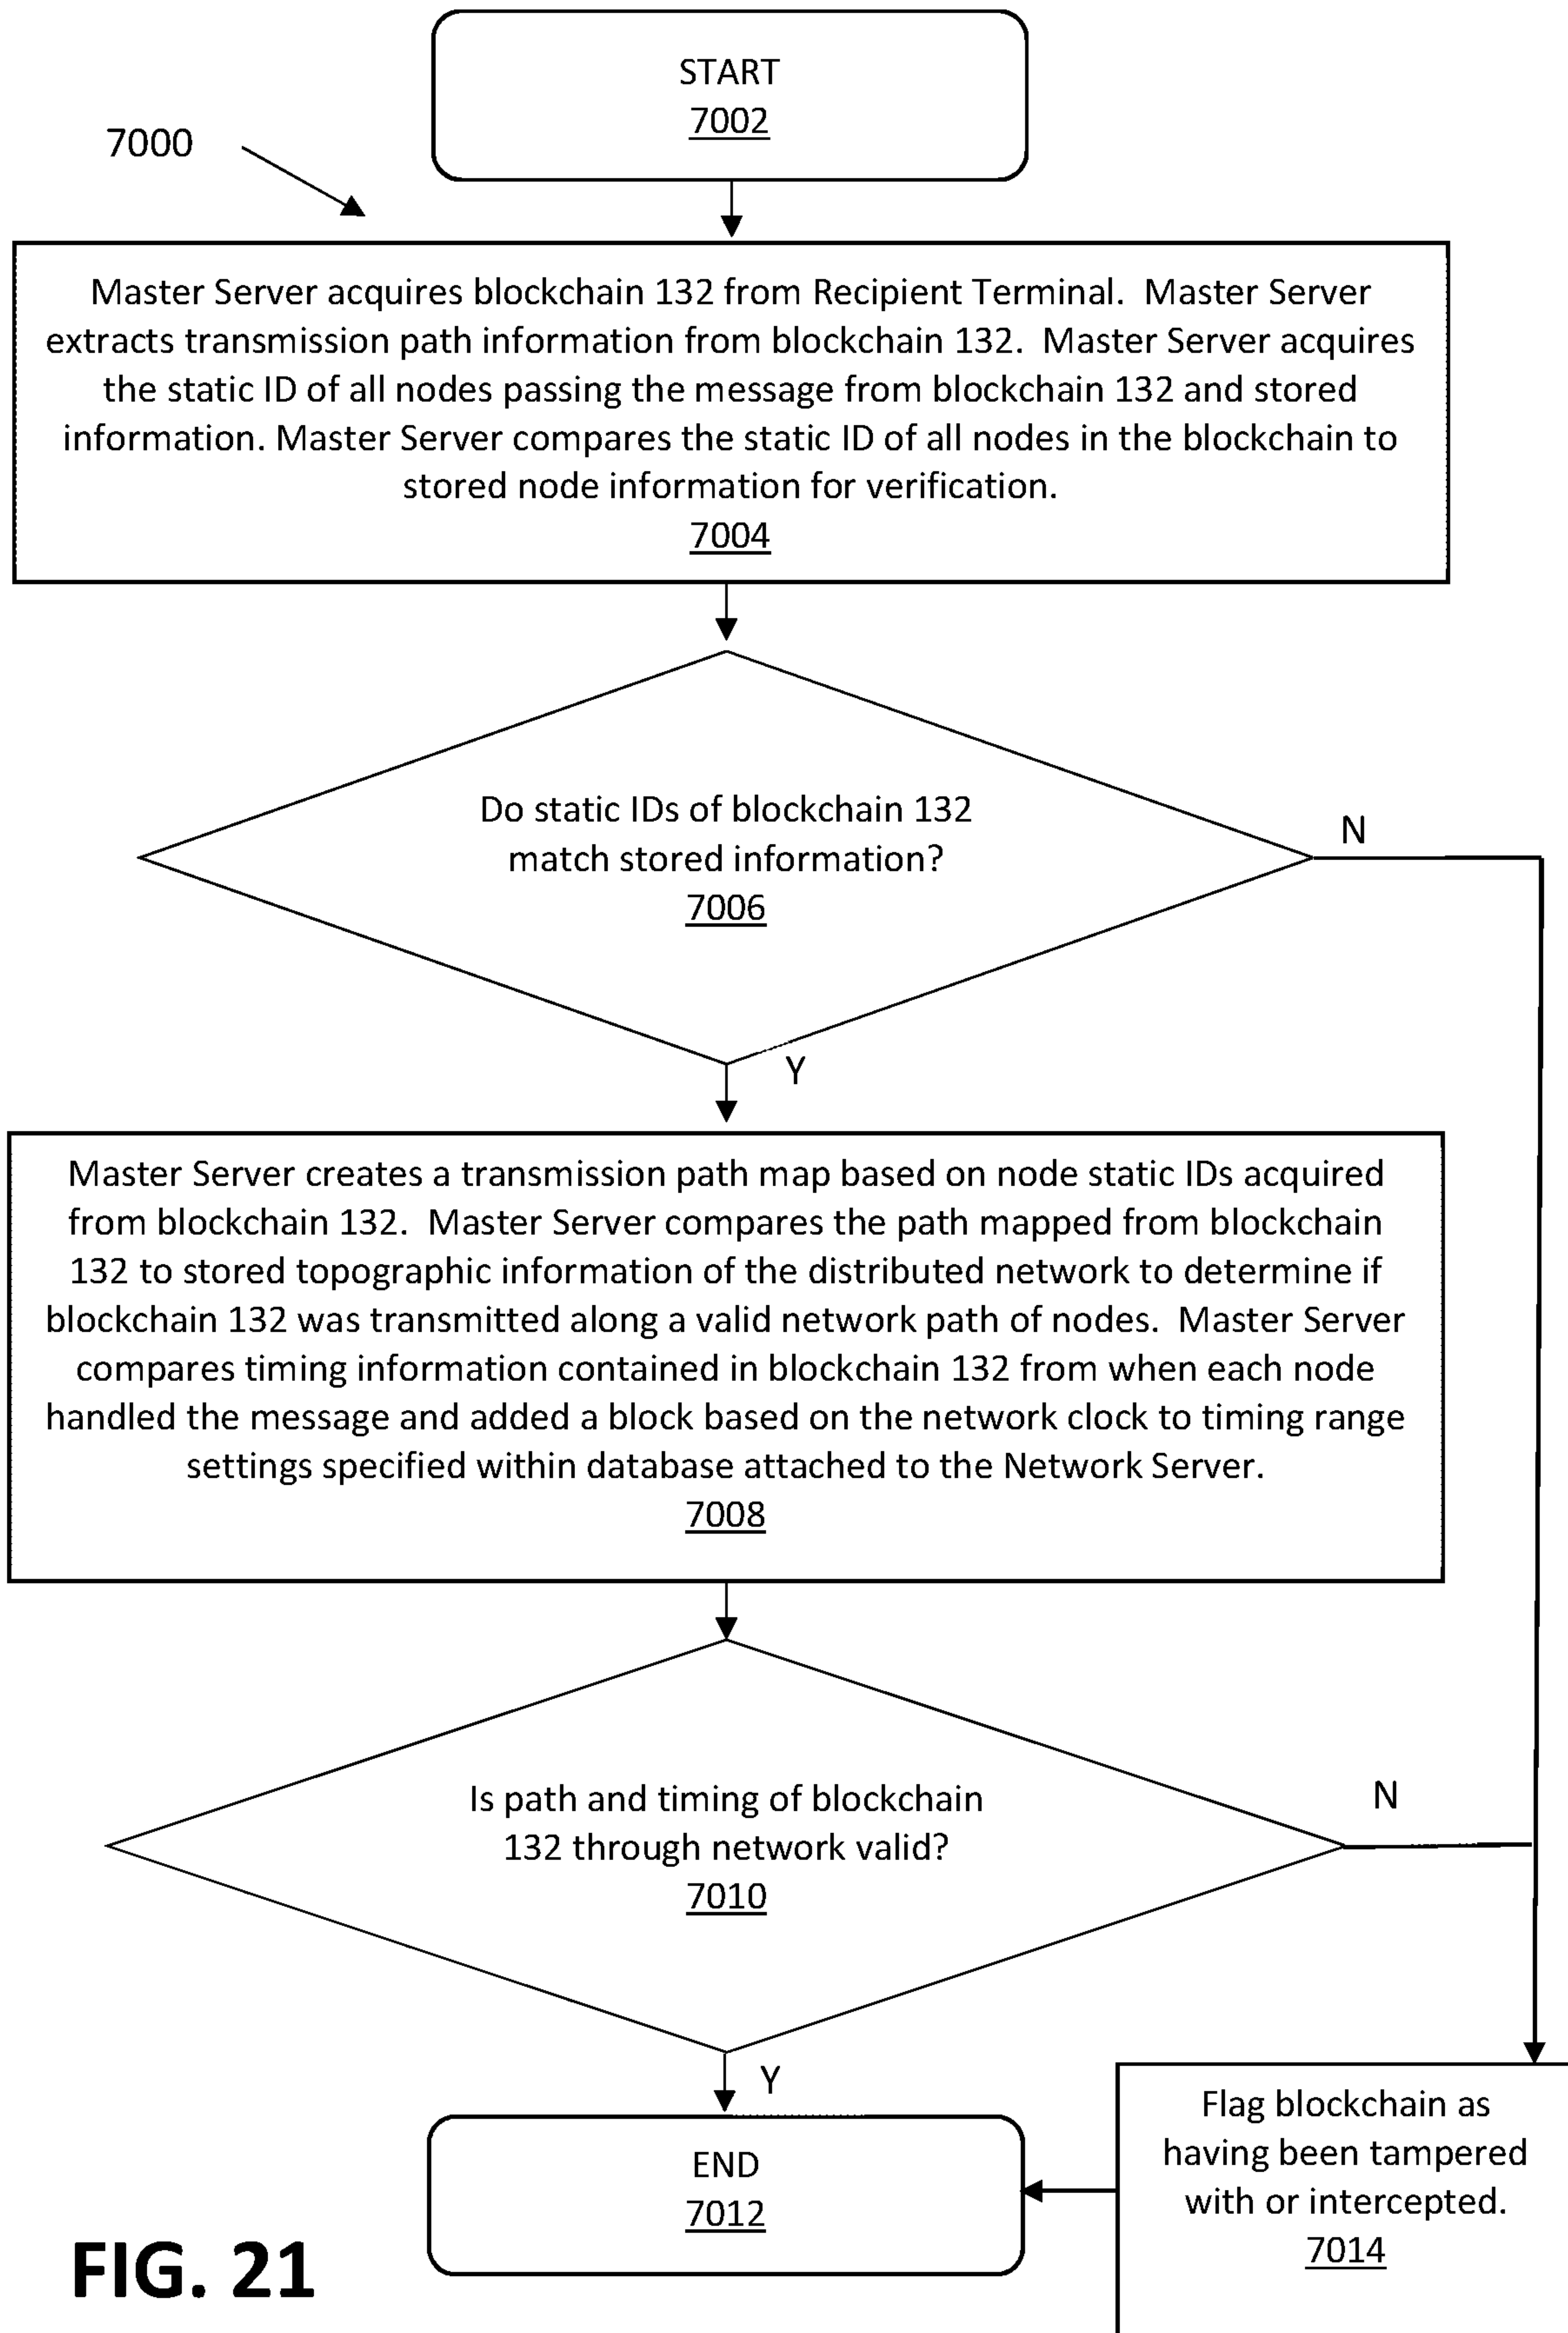 START
7002
7000
Master Server acquires blockchain 132 from Recipient Terminal. Master Server
extracts transmission path information from blockchain 132. Master Server acquires
the static ID of all nodes passing the message from blockchain 132 and stored
information. Master Server compares the static ID of all nodes in the blockchain to
stored node information for verification.
7004
Do static IDs of blockchain 132
match stored information?
7006
N
Y
Master Server creates a transmission path map based on node static IDs acquired
from blockchain 132. Master Server compares the path mapped from blockchain
132 to stored topographic information of the distributed network to determine if
blockchain 132 was transmitted along a valid network path of nodes. Master Server
compares timing information contained in blockchain 132 from when each node
handled the message and added a block based on the network clock to timing range
settings specified within database attached to the Network Server.
7008
Is path and timing of blockchain
132 through network valid?
7010
N
Y
END
7012
Flag blockchain as
having been tampered
with or intercepted.
7014
FIG. 21